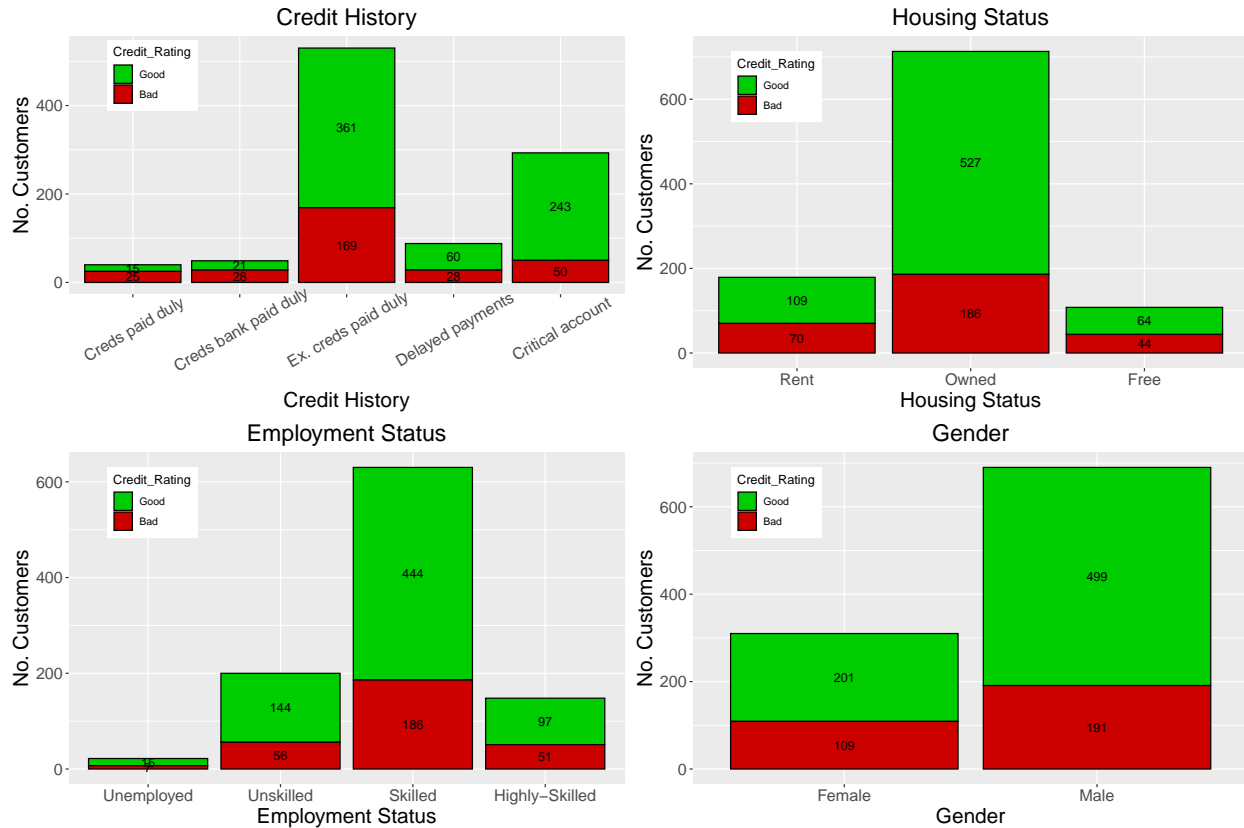 Credit History
Credit_Rating
Good
Bad
No. Customers
400
200
0
361
169
15
25
21
28
60
28
243
50
Creds paid duly
Creds bank paid duly
Ex. creds paid duly
Delayed payments
Critical account
Credit History
Housing Status
Credit_Rating
Good
Bad
No. Customers
600
400
200
0
109
70
527
186
64
44
Rent
Owned
Free
Housing Status
Employment Status
Credit_Rating
Good
Bad
No. Customers
600
400
200
0
15
7
144
56
444
186
97
51
Unemployed
Unskilled
Skilled
Highly−Skilled
Employment Status
Gender
Credit_Rating
Good
Bad
No. Customers
600
400
200
0
201
109
499
191
Female
Male
Gender